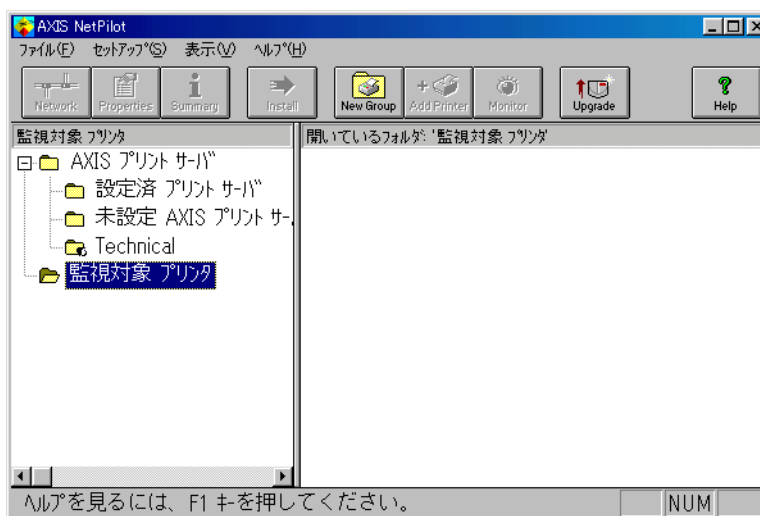 AXIS NetPilot
ファイル(F) セットアップ(S) 表示(V) ヘルプ(H)
Network Properties Summary Install New Group Add Printer Monitor Upgrade Help
監視対象 プリンタ 開いているフォルダ: '監視対象 プリンタ'
AXIS プリント サーバ
設定済 プリント サーバ
未設定 AXIS プリント サー
Technical
監視対象 プリンタ
ヘルプを見るには、F1 キーを押してください。 NUM